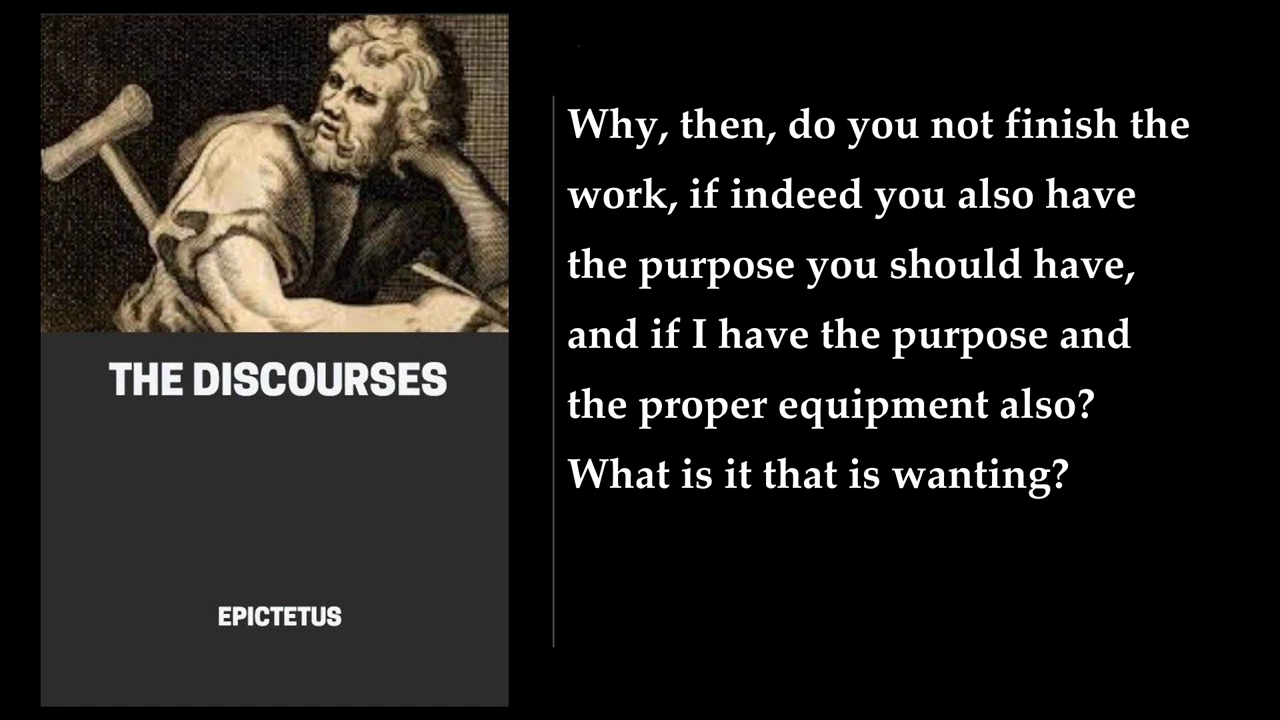 THE DISCOURSES
EPICTETUS
Why, then, do you not finish the
work, if indeed you also have
the purpose you should have,
and if I have the purpose and
the proper equipment also?
What is it that is wanting?